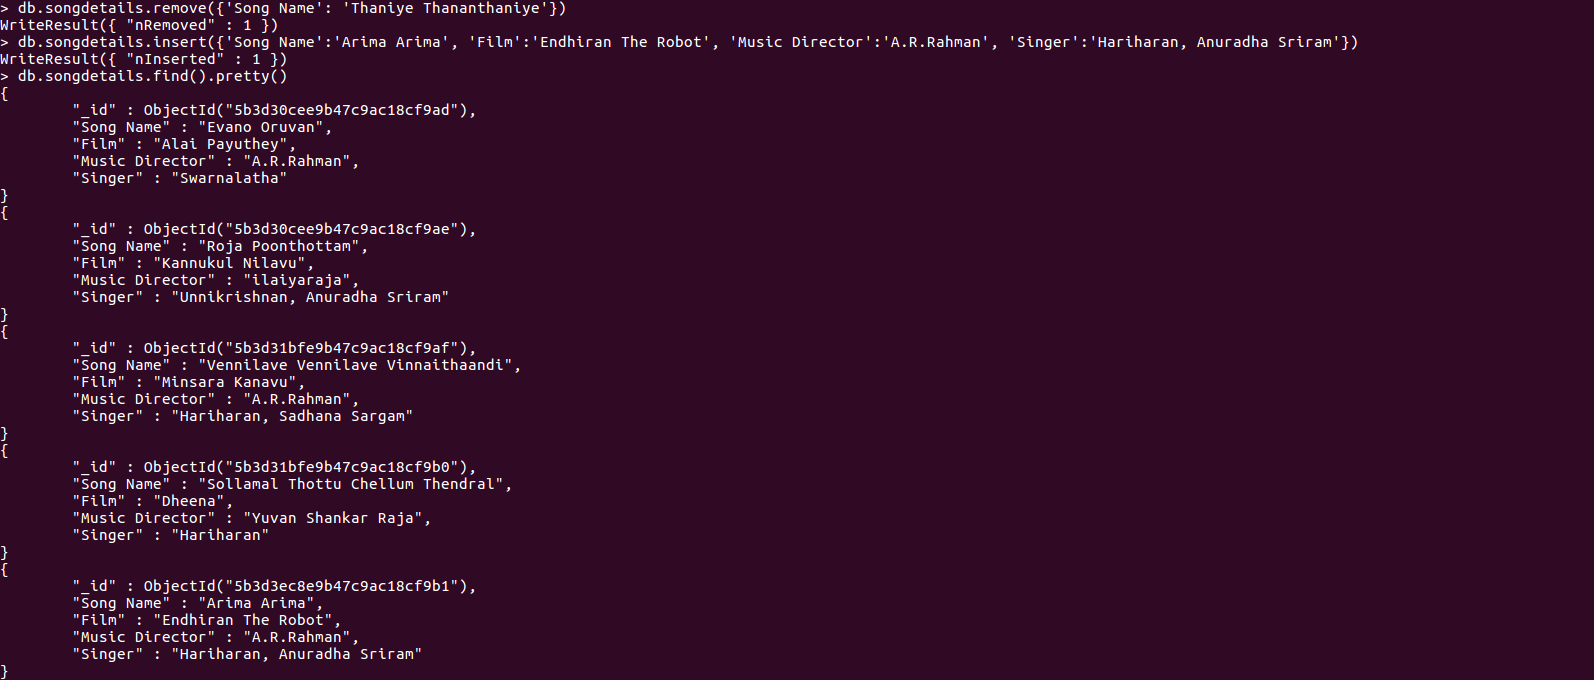 > db.songdetails.remove({'Song Name': 'Thaniye Thananthaniye'})
WriteResult({ "nRemoved" : 1 })
> db.songdetails.insert({'Song Name':'Arima Arima', 'Film':'Endhiran The Robot', 'Music Director':'A.R.Rahman', 'Singer':'Hariharan, Anuradha Sriram'})
WriteResult({ "nInserted" : 1 })
> db.songdetails.find().pretty()
{
        "_id" : ObjectId("5b3d30cee9b47c9ac18cf9ad"),
        "Song Name" : "Evano Oruvan",
        "Film" : "Alai Payuthey",
        "Music Director" : "A.R.Rahman",
        "Singer" : "Swarnalatha"
}
{
        "_id" : ObjectId("5b3d30cee9b47c9ac18cf9ae"),
        "Song Name" : "Roja Poonthottam",
        "Film" : "Kannukul Nilavu",
        "Music Director" : "ilaiyaraja",
        "Singer" : "Unnikrishnan, Anuradha Sriram"
}
{
        "_id" : ObjectId("5b3d31bfe9b47c9ac18cf9af"),
        "Song Name" : "Vennilave Vennilave Vinnaithaandi",
        "Film" : "Minsara Kanavu",
        "Music Director" : "A.R.Rahman",
        "Singer" : "Hariharan, Sadhana Sargam"
}
{
        "_id" : ObjectId("5b3d31bfe9b47c9ac18cf9b0"),
        "Song Name" : "Sollamal Thottu Chellum Thendral",
        "Film" : "Dheena",
        "Music Director" : "Yuvan Shankar Raja",
        "Singer" : "Hariharan"
}
{
        "_id" : ObjectId("5b3d3ec8e9b47c9ac18cf9b1"),
        "Song Name" : "Arima Arima",
        "Film" : "Endhiran The Robot",
        "Music Director" : "A.R.Rahman",
        "Singer" : "Hariharan, Anuradha Sriram"
}